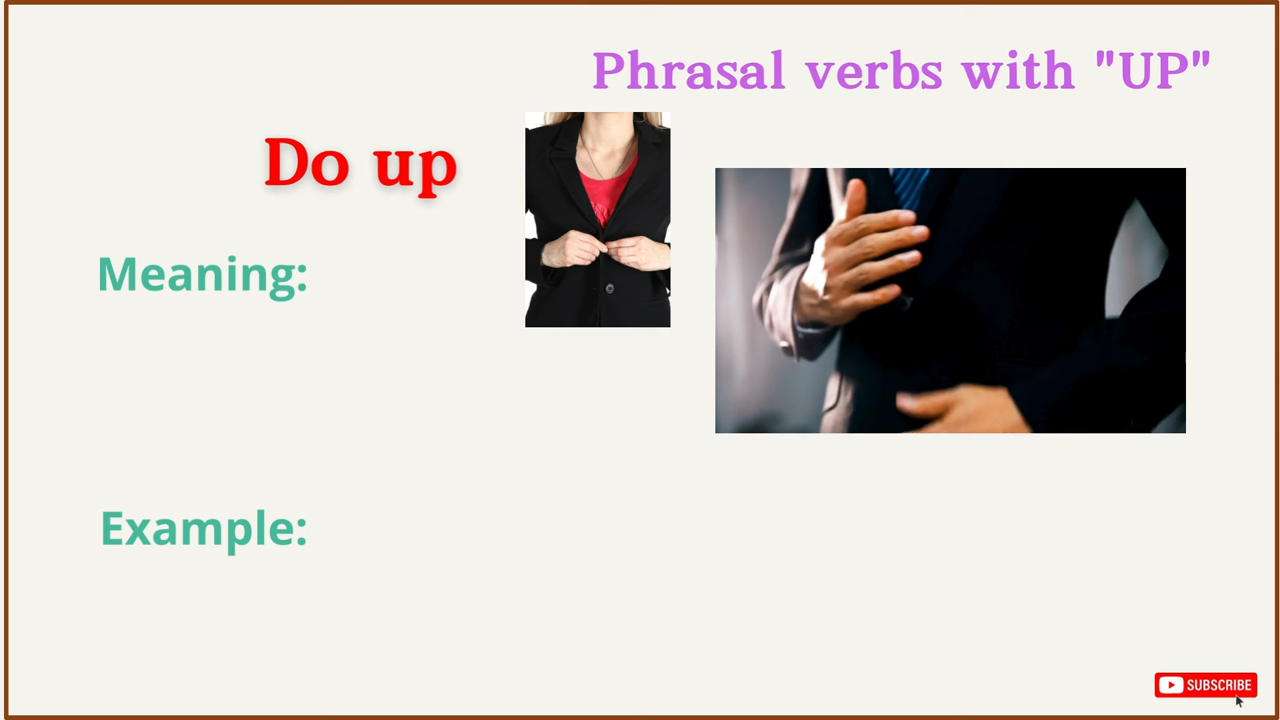 Phrasal verbs with "UP"
Do up
Meaning:
Example:
SUBSCRIBE